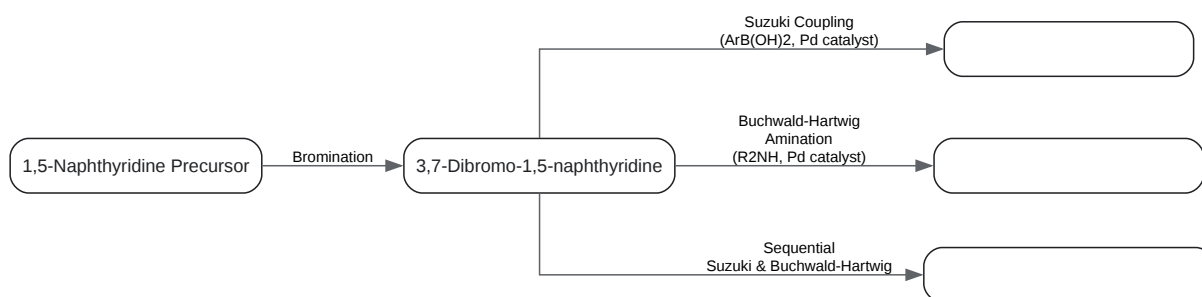 Suzuki Coupling
(ArB(OH)2, Pd catalyst)
1,5-Naphthyridine Precursor
Bromination
3,7-Dibromo-1,5-naphthyridine
Buchwald-Hartwig
Amination
(R2NH, Pd catalyst)
Sequential
Suzuki & Buchwald-Hartwig